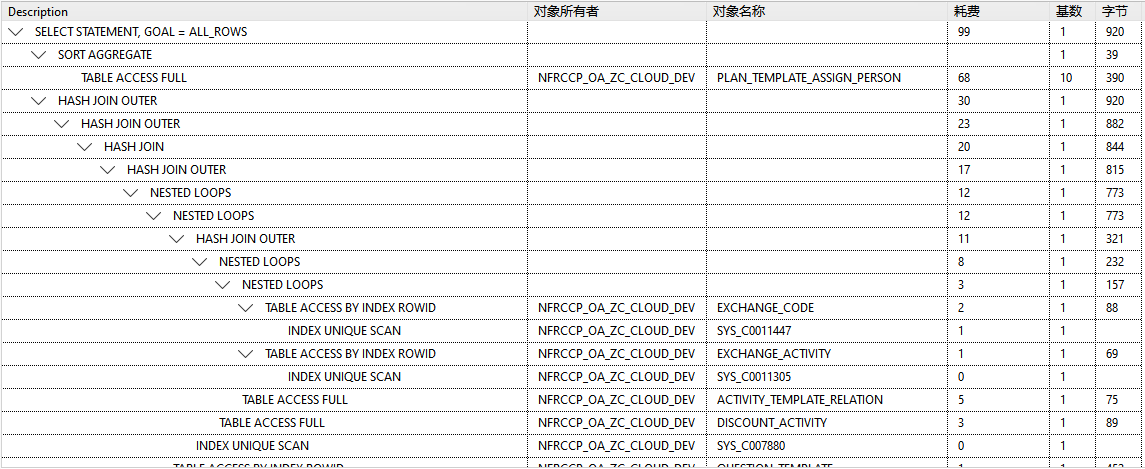 Description 对象所有者 对象名称 耗费 基数 字节
SELECT STATEMENT, GOAL = ALL_ROWS 99 1 920
SORT AGGREGATE 1 39
TABLE ACCESS FULL NFRCCP_OA_ZC_CLOUD_DEV PLAN_TEMPLATE_ASSIGN_PERSON 68 10 390
HASH JOIN OUTER 30 1 920
HASH JOIN OUTER 23 1 882
HASH JOIN 20 1 844
HASH JOIN OUTER 17 1 815
NESTED LOOPS 12 1 773
NESTED LOOPS 12 1 773
HASH JOIN OUTER 11 1 321
NESTED LOOPS 8 1 232
NESTED LOOPS 3 1 157
TABLE ACCESS BY INDEX ROWID NFRCCP_OA_ZC_CLOUD_DEV EXCHANGE_CODE 2 1 88
INDEX UNIQUE SCAN NFRCCP_OA_ZC_CLOUD_DEV SYS_C0011447 1 1
TABLE ACCESS BY INDEX ROWID NFRCCP_OA_ZC_CLOUD_DEV EXCHANGE_ACTIVITY 1 1 69
INDEX UNIQUE SCAN NFRCCP_OA_ZC_CLOUD_DEV SYS_C0011305 0 1
TABLE ACCESS FULL NFRCCP_OA_ZC_CLOUD_DEV ACTIVITY_TEMPLATE_RELATION 5 1 75
TABLE ACCESS FULL NFRCCP_OA_ZC_CLOUD_DEV DISCOUNT_ACTIVITY 3 1 89
INDEX UNIQUE SCAN NFRCCP_OA_ZC_CLOUD_DEV SYS_C007880 0 1
TABLE ACCESS BY INDEX ROWID NFRCCP_OA_ZC_CLOUD_DEV QUESTION_TEMPLATE 1 1 452